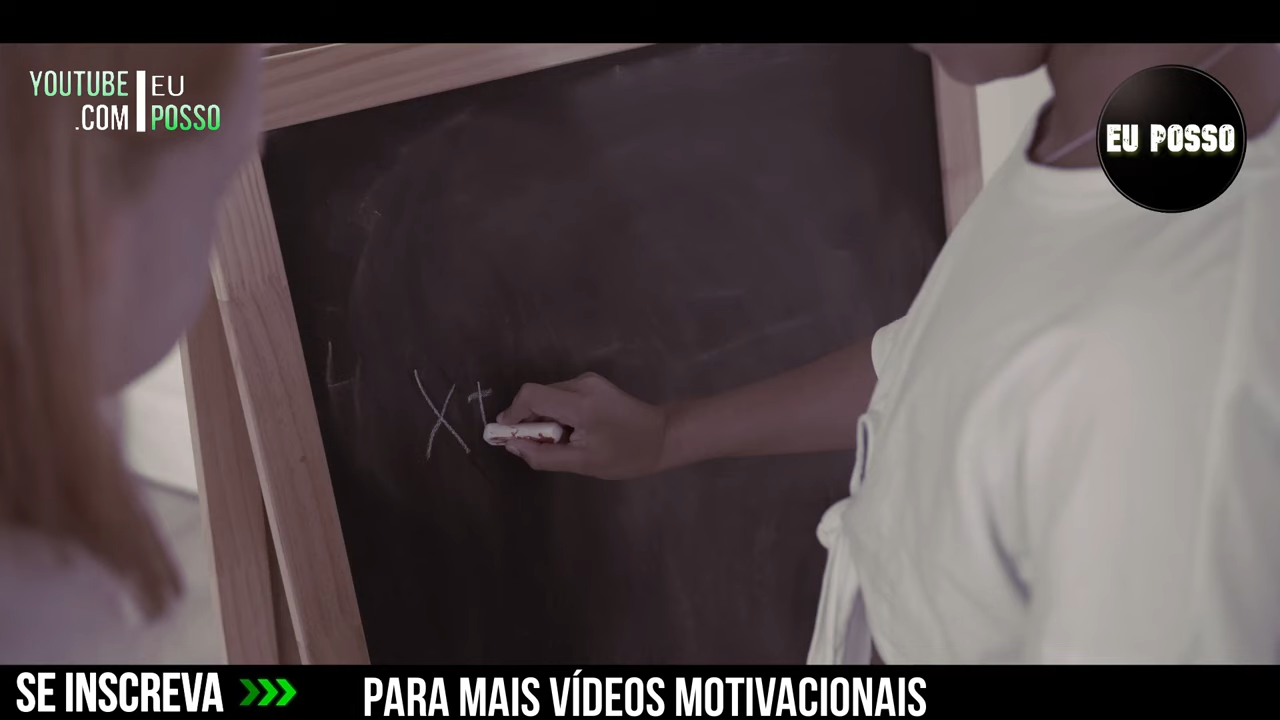 YOUTUBE
.COM
EU
POSSO
EU POSSO
X +
SE INSCREVA
PARA MAIS VÍDEOS MOTIVACIONAIS